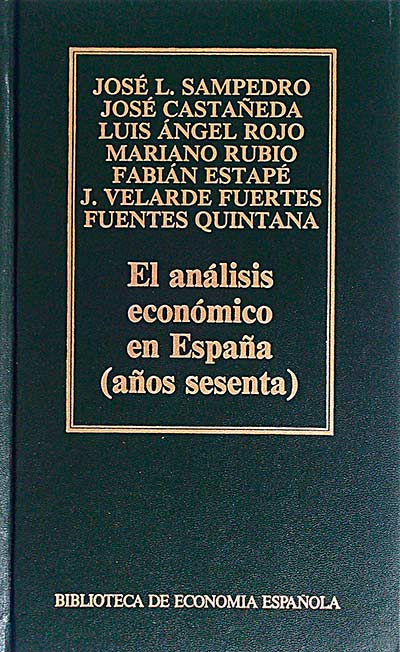 JOSÉ L. SAMPEDRO
JOSÉ CASTAÑEDA
LUIS ÁNGEL ROJO
MARIANO RUBIO
FABIÁN ESTAPÉ
J. VELARDE FUERTES
FUENTES QUINTANA
El análisis
económico
en España
(años sesenta)
BIBLIOTECA DE ECONOMIA ESPAÑOLA